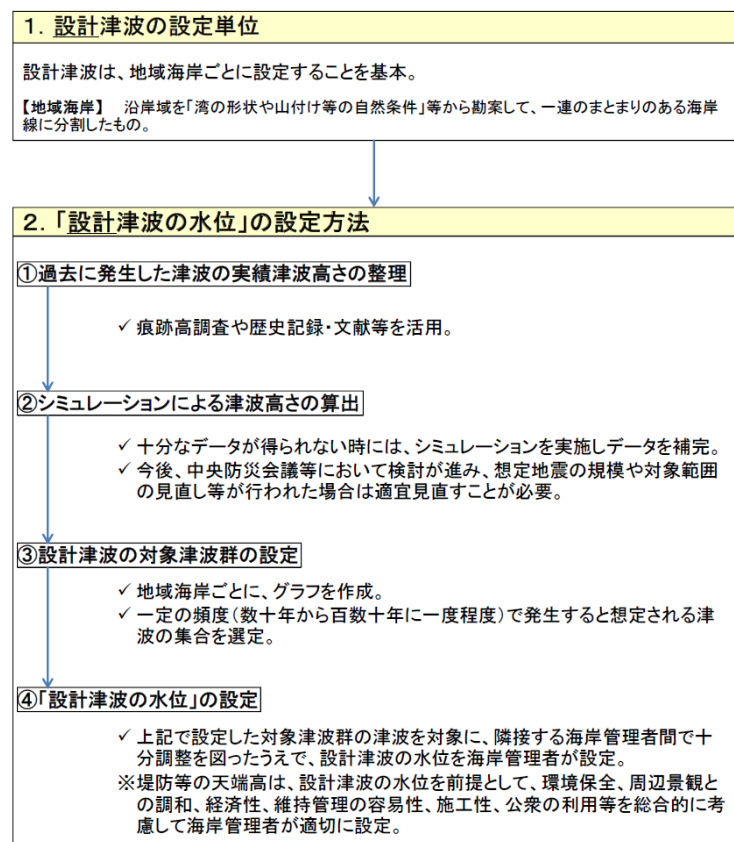 １．設計津波の設定単位
設計津波は、地域海岸ごとに設定することを基本。
【地域海岸】　沿岸域を「湾の形状や山付け等の自然条件」等から勘案して、一連のまとまりのある海岸
線に分割したもの。
２．「設計津波の水位」の設定方法
①過去に発生した津波の実績津波高さの整理
✓ 痕跡高調査や歴史記録・文献等を活用。
②シミュレーションによる津波高さの算出
✓ 十分なデータが得られない時には、シミュレーションを実施しデータを補完。
✓ 今後、中央防災会議等において検討が進み、想定地震の規模や対象範囲
の見直し等が行われた場合は適宜見直すことが必要。
③設計津波の対象津波群の設定
✓ 地域海岸ごとに、グラフを作成。
✓ 一定の頻度（数十年から百数十年に一度程度）で発生すると想定される津
波の集合を選定。
④「設計津波の水位」の設定
✓ 上記で設定した対象津波群の津波を対象に、隣接する海岸管理者間で十
分調整を図ったうえで、設計津波の水位を海岸管理者が設定。
※堤防等の天端高は、設計津波の水位を前提として、環境保全、周辺景観と
の調和、経済性、維持管理の容易性、施工性、公衆の利用等を総合的に考
慮して海岸管理者が適切に設定。